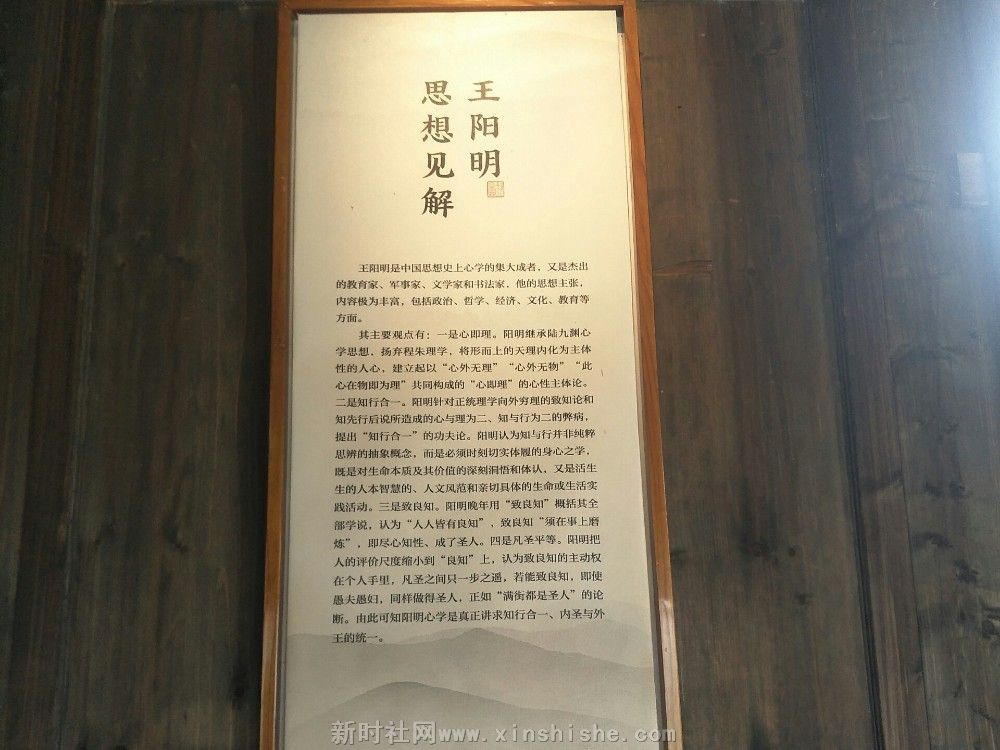 王阳明
思想见解
王阳明是中国思想史上心学的集大成者，又是杰出
的教育家、军事家、文学家和书法家，他的思想主张，
内容极为丰富，包括政治、哲学、经济、文化、教育等
方面。
其主要观点有：一是心即理。阳明继承陆九渊心
学思想，扬弃程朱理学，将形而上的天理内化为主体
性的人心，建立起以“心外无理”“心外无物”“此
心在物即为理”共同构成的“心即理”的心性主体论。
二是知行合一。阳明针对正统理学向外穷理的致知论和
知先行后说所造成的心与理为二、知与行为二的弊病，
提出“知行合一”的功夫论。阳明认为知与行并非纯粹
思辨的抽象概念，而是必须时刻切实体履的身心之学，
既是对生命本质及其价值的深刻洞悟和体认，又是活生
生的人本智慧的、人文风范和亲切具体的生命或生活实
践活动。三是致良知。阳明晚年用“致良知”概括其全
部学说，认为“人人皆有良知”，致良知“须在事上磨
炼”，即尽心知性、成了圣人。四是凡圣平等。阳明把
人的评价尺度缩小到“良知”上，认为致良知的主动权
在个人手里，凡圣之间只一步之遥，若能致良知，即使
愚夫愚妇，同样做得圣人，正如“满街都是圣人”的论
断。由此可知阳明心学是真正讲求知行合一、内圣与外
王的统一。
新时社网www.xinshishe.com